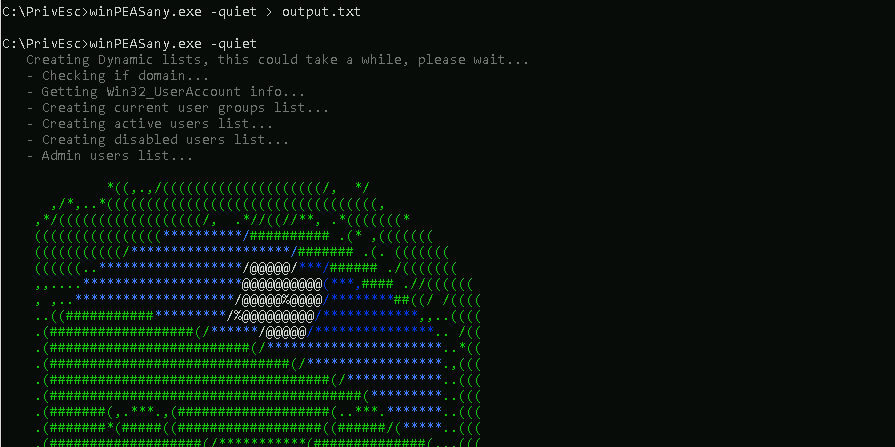 C:\PrivEsc>winPEASany.exe -quiet > output.txt
C:\PrivEsc>winPEASany.exe -quiet
Creating Dynamic lists, this could take a while, please wait...
- Checking if domain...
- Getting Win32_UserAccount info...
- Creating current user groups list...
- Creating active users list...
- Creating disabled users list...
- Admin users list...